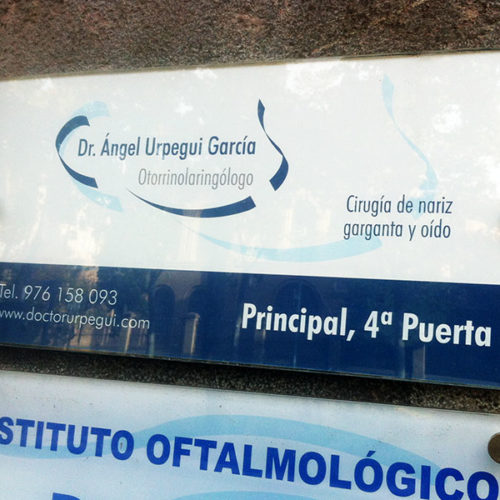 Dr. Ángel Urpegui García
Otorrinolaringólogo
Cirugía de nariz
garganta y oído
Tel. 976 158 093
www.doctorurpegui.com
Principal, 4ª Puerta
STITUTO OFTALMOLÓGICO